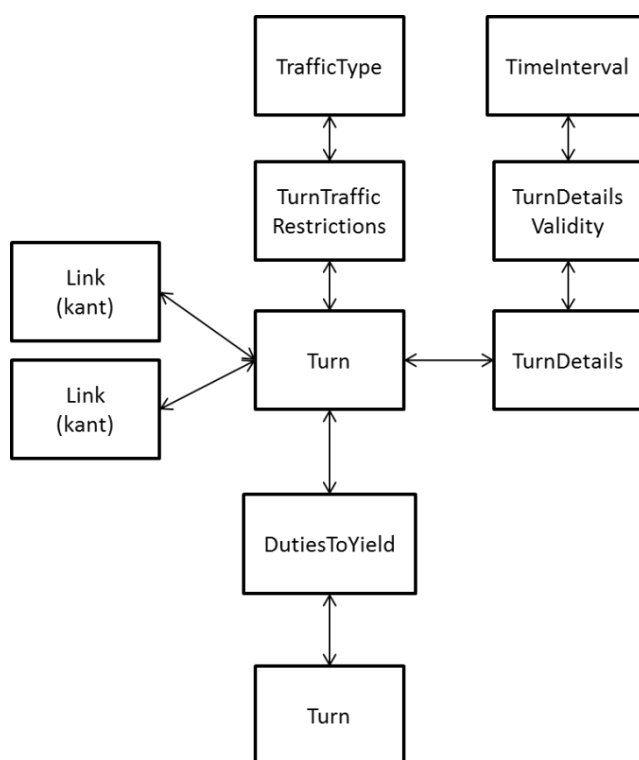 TrafficType
TimeInterval
TurnTraffic
Restrictions
TurnDetails
Validity
Link
(kant)
Link
(kant)
Turn
TurnDetails
DutiesToYield
Turn